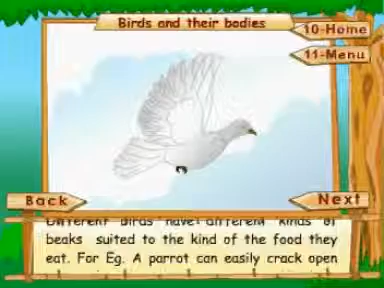 Birds and their bodies
10-Home
11-Menu
Back
Next
Different birds have different kinds of
beaks suited to the kind of the food they
eat. For Eg. A parrot can easily crack open